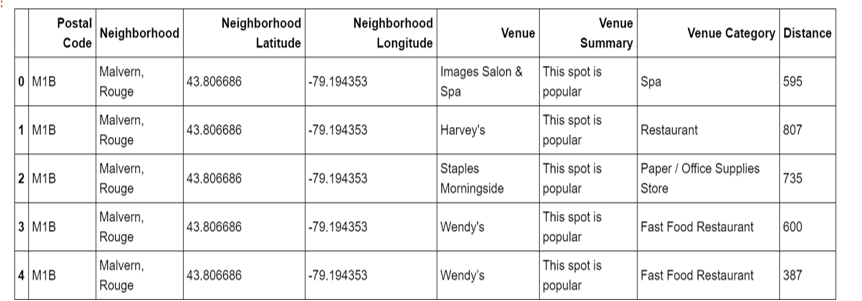 :
Postal Code Neighborhood Neighborhood Latitude Neighborhood Longitude Venue Venue Summary Venue Category Distance
0 M1B Malvern, Rouge 43.806686 -79.194353 Images Salon & Spa This spot is popular Spa 595
1 M1B Malvern, Rouge 43.806686 -79.194353 Harvey's This spot is popular Restaurant 807
2 M1B Malvern, Rouge 43.806686 -79.194353 Staples Morningside This spot is popular Paper / Office Supplies Store 735
3 M1B Malvern, Rouge 43.806686 -79.194353 Wendy's This spot is popular Fast Food Restaurant 600
4 M1B Malvern, Rouge 43.806686 -79.194353 Wendy’s This spot is popular Fast Food Restaurant 387